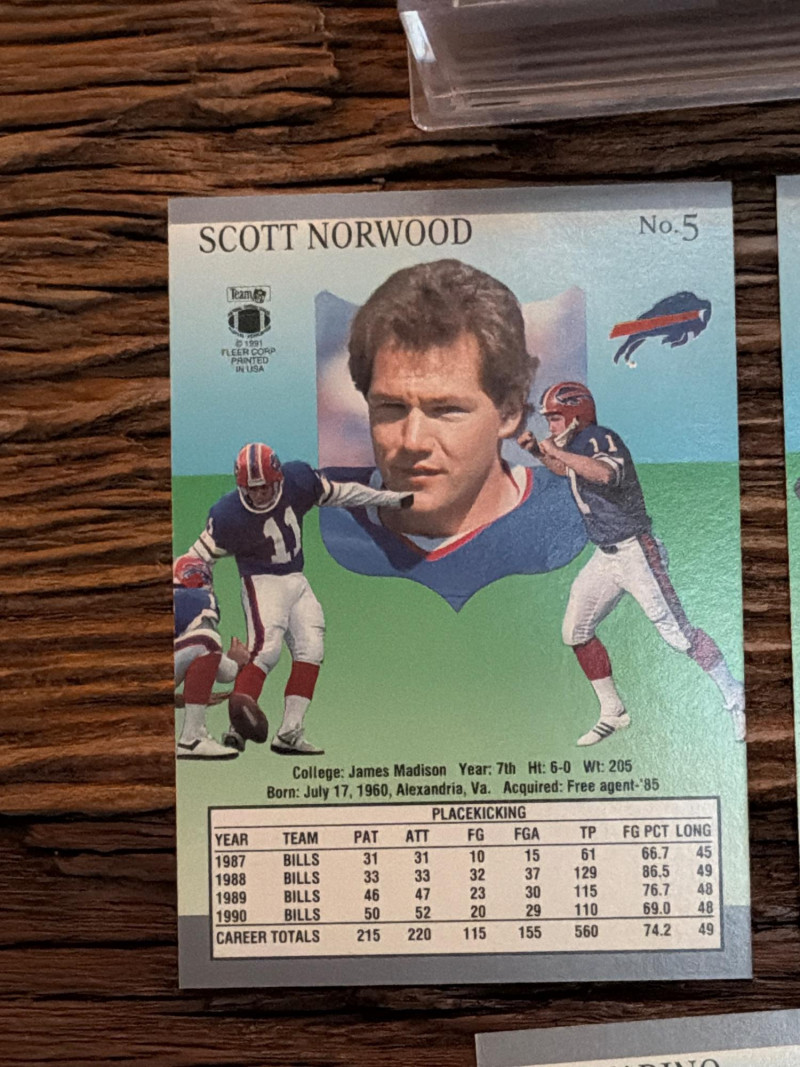 SCOTT NORWOOD
No.5
Team
© 1991
FLEER CORP.
PRINTED
IN USA
11
11
College: James Madison Year: 7th Ht: 6-0 Wt: 205
Born: July 17, 1960, Alexandria, Va. Acquired: Free agent-'85
PLACEKICKING
YEAR TEAM PAT ATT FG FGA TP FG PCT LONG
1987 BILLS 31 31 10 15 61 66.7 45
1988 BILLS 33 33 32 37 129 86.5 49
1989 BILLS 46 47 23 30 115 76.7 48
1990 BILLS 50 52 20 29 110 69.0 48
CAREER TOTALS 215 220 115 155 560 74.2 49